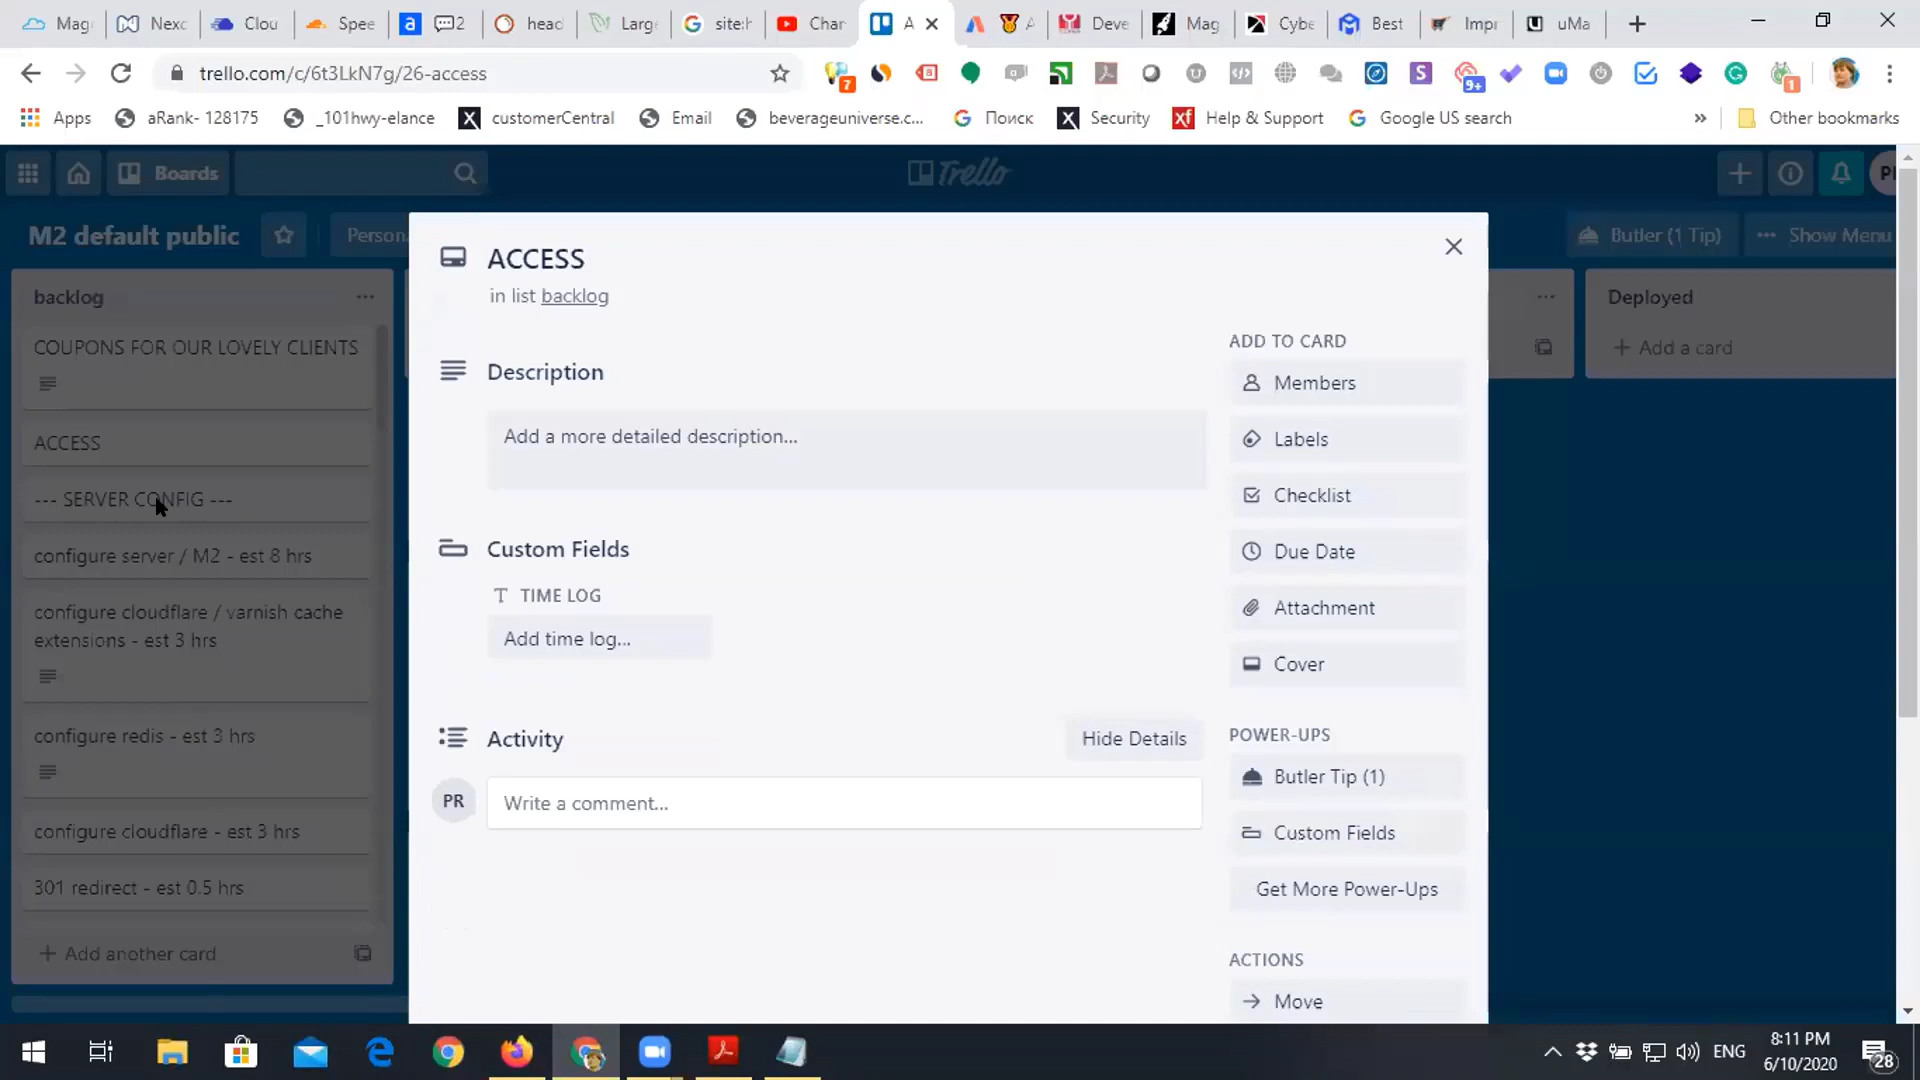 Mag
Nexc
Clou
Spee
a
2
head
Large
site:h
Char
A
A
Deve
Mag
Cybe
Best
Impr
uMa
trello.com/c/6t3LkN7g/26-access
7
9+
1
Apps
aRank- 128175
_101hwy-elance
customerCentral
Email
beverageuniverse.c...
Поиск
Security
Help & Support
Google US search
»
Other bookmarks
Boards
Trello
M2 default public
Persona
Butler (1 Tip)
Show Menu
backlog
COUPONS FOR OUR LOVELY CLIENTS
ACCESS
--- SERVER CONFIG ---
configure server / M2 - est 8 hrs
configure cloudflare / varnish cache
extensions - est 3 hrs
configure redis - est 3 hrs
configure cloudflare - est 3 hrs
301 redirect - est 0.5 hrs
+ Add another card
Deployed
+ Add a card
ACCESS
in list backlog
Description
Add a more detailed description...
Custom Fields
TIME LOG
Add time log...
Activity
Hide Details
PR
Write a comment...
ADD TO CARD
Members
Labels
Checklist
Due Date
Attachment
Cover
POWER-UPS
Butler Tip (1)
Custom Fields
Get More Power-Ups
ACTIONS
Move
ENG
8:11 PM
6/10/2020
28